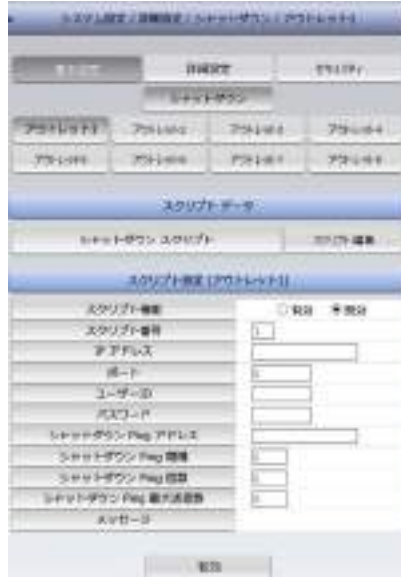 システム設定 / 詳細設定 / シャットダウン / アウトレット1
詳細設定 セキュリティ
シャットダウン
アウトレット1 アウトレット2 アウトレット3 アウトレット4
アウトレット5 アウトレット6 アウトレット7 アウトレット8
スクリプト データ
シャットダウン スクリプト スクリプト編集
スクリプト設定 [アウトレット1]
スクリプト機能 有効 無効
スクリプト番号 1
IP アドレス
ポート
ユーザーID
パスワード
シャットダウン Ping アドレス
シャットダウン Ping 間隔
シャットダウン Ping 回数
シャットダウン Ping 最大送信数
メッセージ